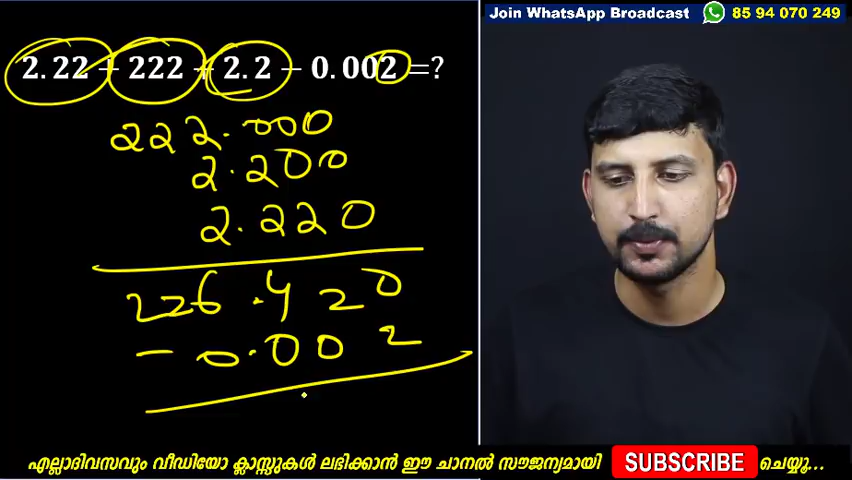 Join WhatsApp Broadcast 85 94 070 249
2.22 + 222 + 2.2 − 0.002 =?
222.000
2.200
2.220
226.420
− 0.002
എല്ലാദിവസവും വീഡിയോ ക്ലാസ്സുകൾ ലഭിക്കാൻ ഈ ചാനൽ സൗജന്യമായി SUBSCRIBE ചെയ്യൂ...